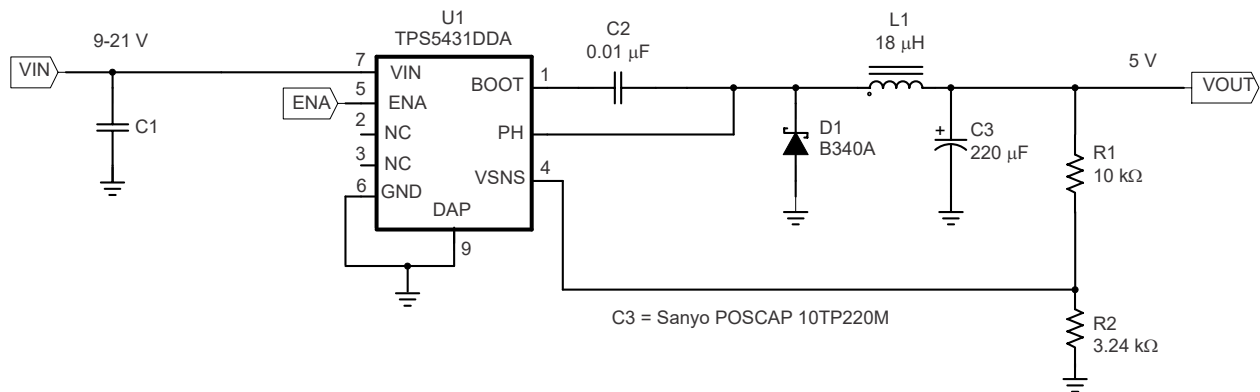 U1
TPS5431DDA
9-21 V
VIN
C1
ENA
7
VIN
5
ENA
2
NC
3
NC
6
GND
DAP
9
BOOT
1
PH
VSNS
4
C2
0.01 μF
L1
18 μH
D1
B340A
C3
220 μF
+
5 V
VOUT
R1
10 kΩ
R2
3.24 kΩ
C3 = Sanyo POSCAP 10TP220M